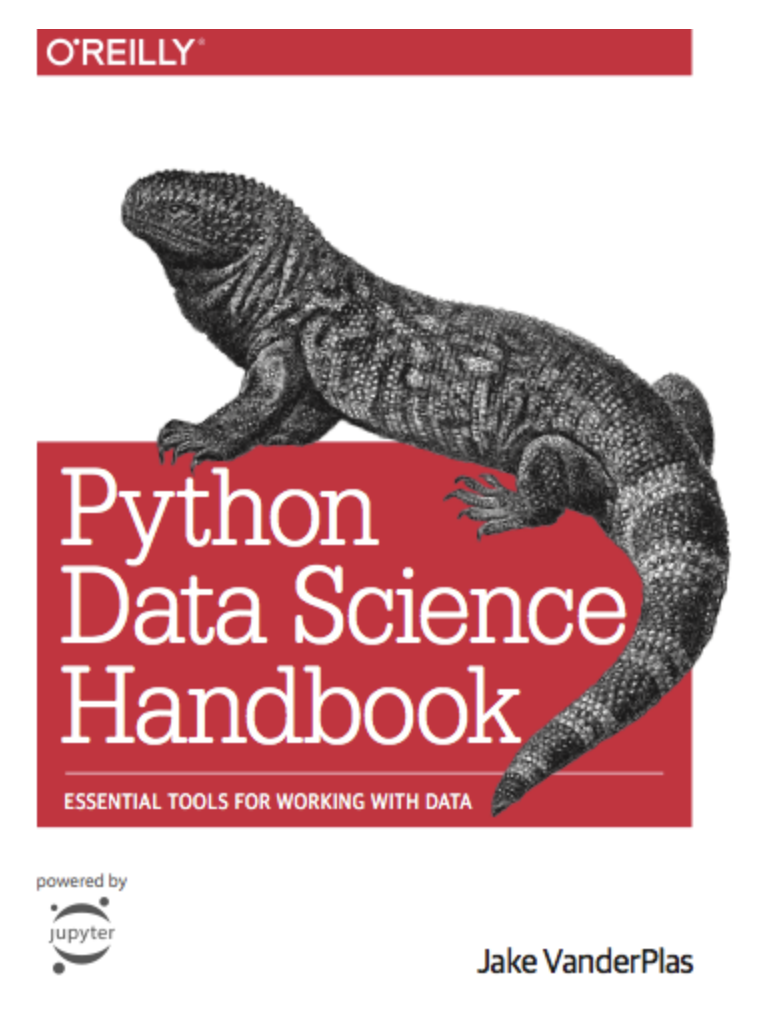 O'REILLY®
Python
Data Science
Handbook
ESSENTIAL TOOLS FOR WORKING WITH DATA
powered by
jupyter
Jake VanderPlas